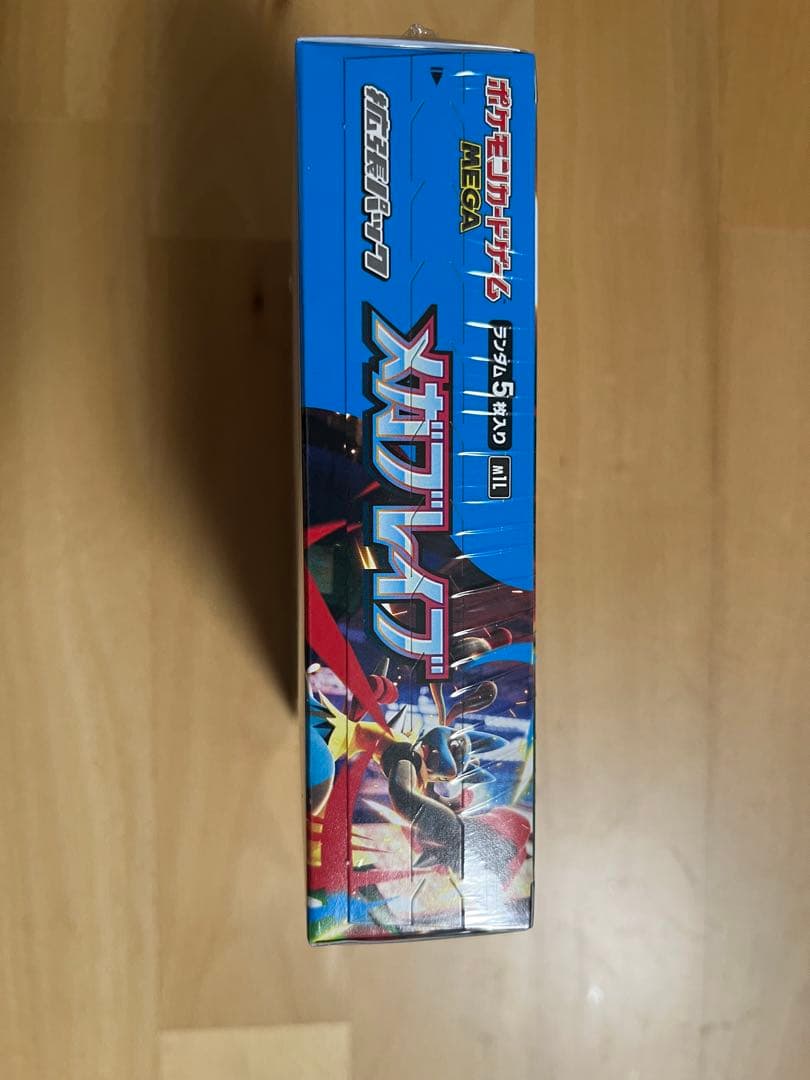 ポケモンカードゲーム
MEGA
拡張パック
ランダム5枚入り M1L
メガブレイブ